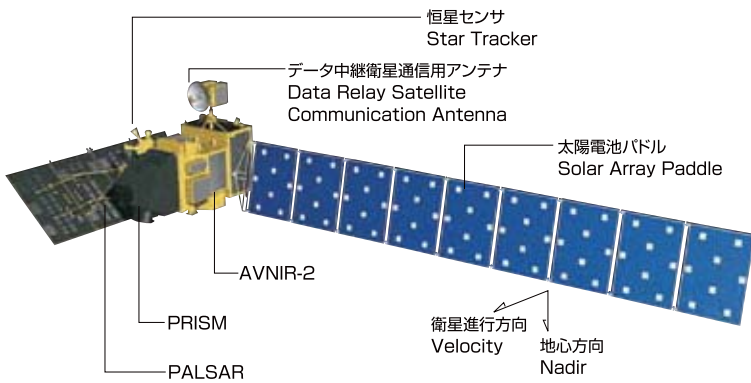 恒星センサ
Star Tracker
データ中継衛星通信用アンテナ
Data Relay Satellite
Communication Antenna
太陽電池パドル
Solar Array Paddle
AVNIR-2
PRISM
PALSAR
衛星進行方向
Velocity
地心方向
Nadir